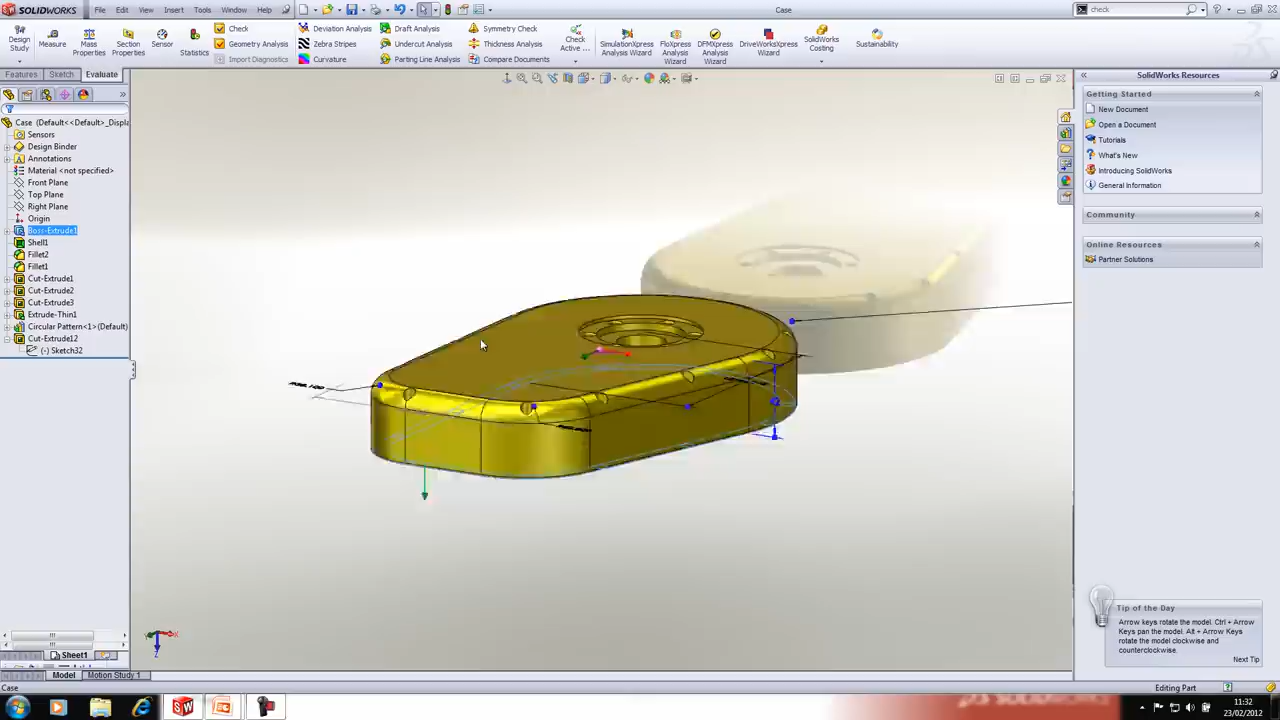 SOLIDWORKS File Edit View Insert Tools Window Help Case check
Design Study
Measure
Mass Properties
Section Properties
Sensor
Statistics
Check
Geometry Analysis
Import Diagnostics
Deviation Analysis
Zebra Stripes
Curvature
Draft Analysis
Undercut Analysis
Parting Line Analysis
Symmetry Check
Thickness Analysis
Compare Documents
Check Active ...
SimulationXpress Analysis Wizard
FloXpress Analysis Wizard
DFMXpress Analysis Wizard
DriveWorksXpress Wizard
SolidWorks Costing
Sustainability
Features Sketch Evaluate
Case (Default<<Default>_Displa
Sensors
Design Binder
Annotations
Material <not specified>
Front Plane
Top Plane
Right Plane
Origin
Boss-Extrude1
Shell1
Fillet2
Fillet1
Cut-Extrude1
Cut-Extrude2
Cut-Extrude3
Extrude-Thin1
Circular Pattern<1>(Default)
Cut-Extrude12
(-) Sketch32
Sheet1
Model Motion Study 1
Case
SolidWorks Resources
Getting Started
New Document
Open a Document
Tutorials
What's New
Introducing SolidWorks
General Information
Community
Online Resources
Partner Solutions
Tip of the Day
Arrow keys rotate the model. Ctrl + Arrow
Keys pan the model. Alt + Arrow Keys
rotate the model clockwise and
counterclockwise.
Next Tip
Editing Part
11:32
23/02/2012